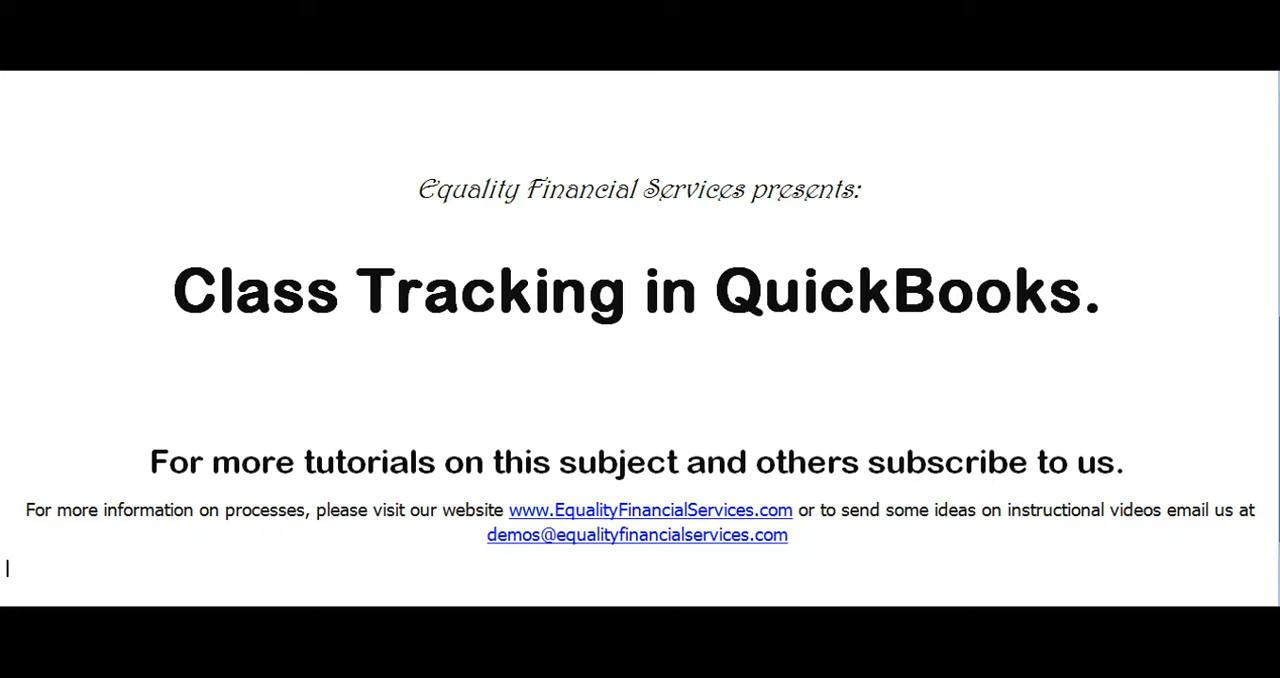 Equality Financial Services presents:
Class Tracking in QuickBooks.
For more tutorials on this subject and others subscribe to us.
For more information on processes, please visit our website www.EqualityFinancialServices.com or to send some ideas on instructional videos email us at
demos@equalityfinancialservices.com